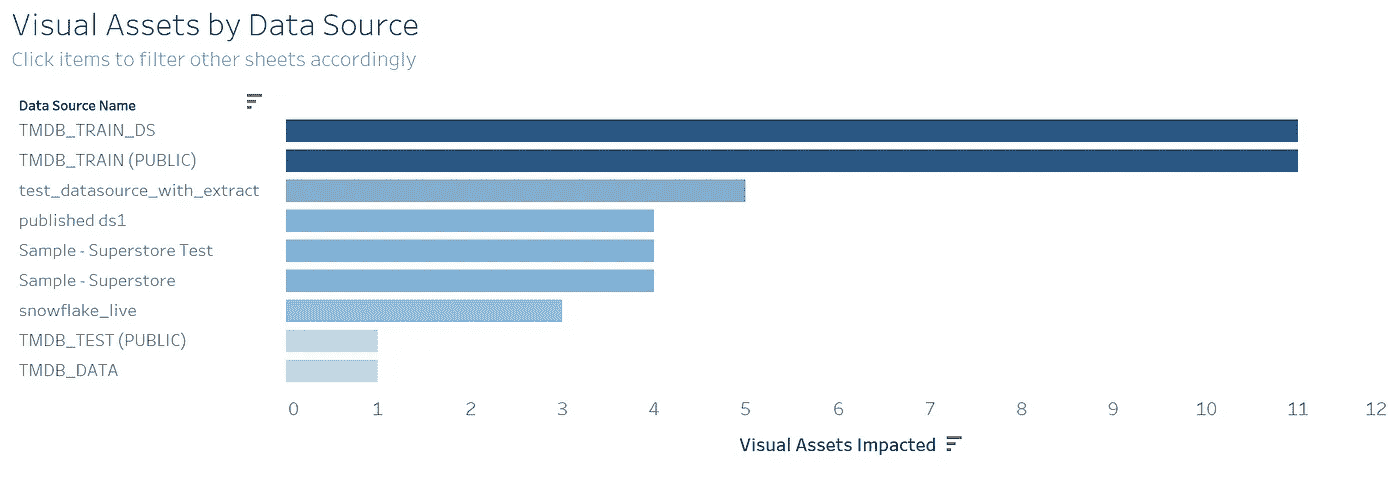 Visual Assets by Data Source
Click items to filter other sheets accordingly
Data Source Name
TMDB_TRAIN_DS
TMDB_TRAIN (PUBLIC)
test_datasource_with_extract
published ds1
Sample - Superstore Test
Sample - Superstore
snowflake_live
TMDB_TEST (PUBLIC)
TMDB_DATA
0 1 2 3 4 5 6 7 8 9 10 11 12
Visual Assets Impacted